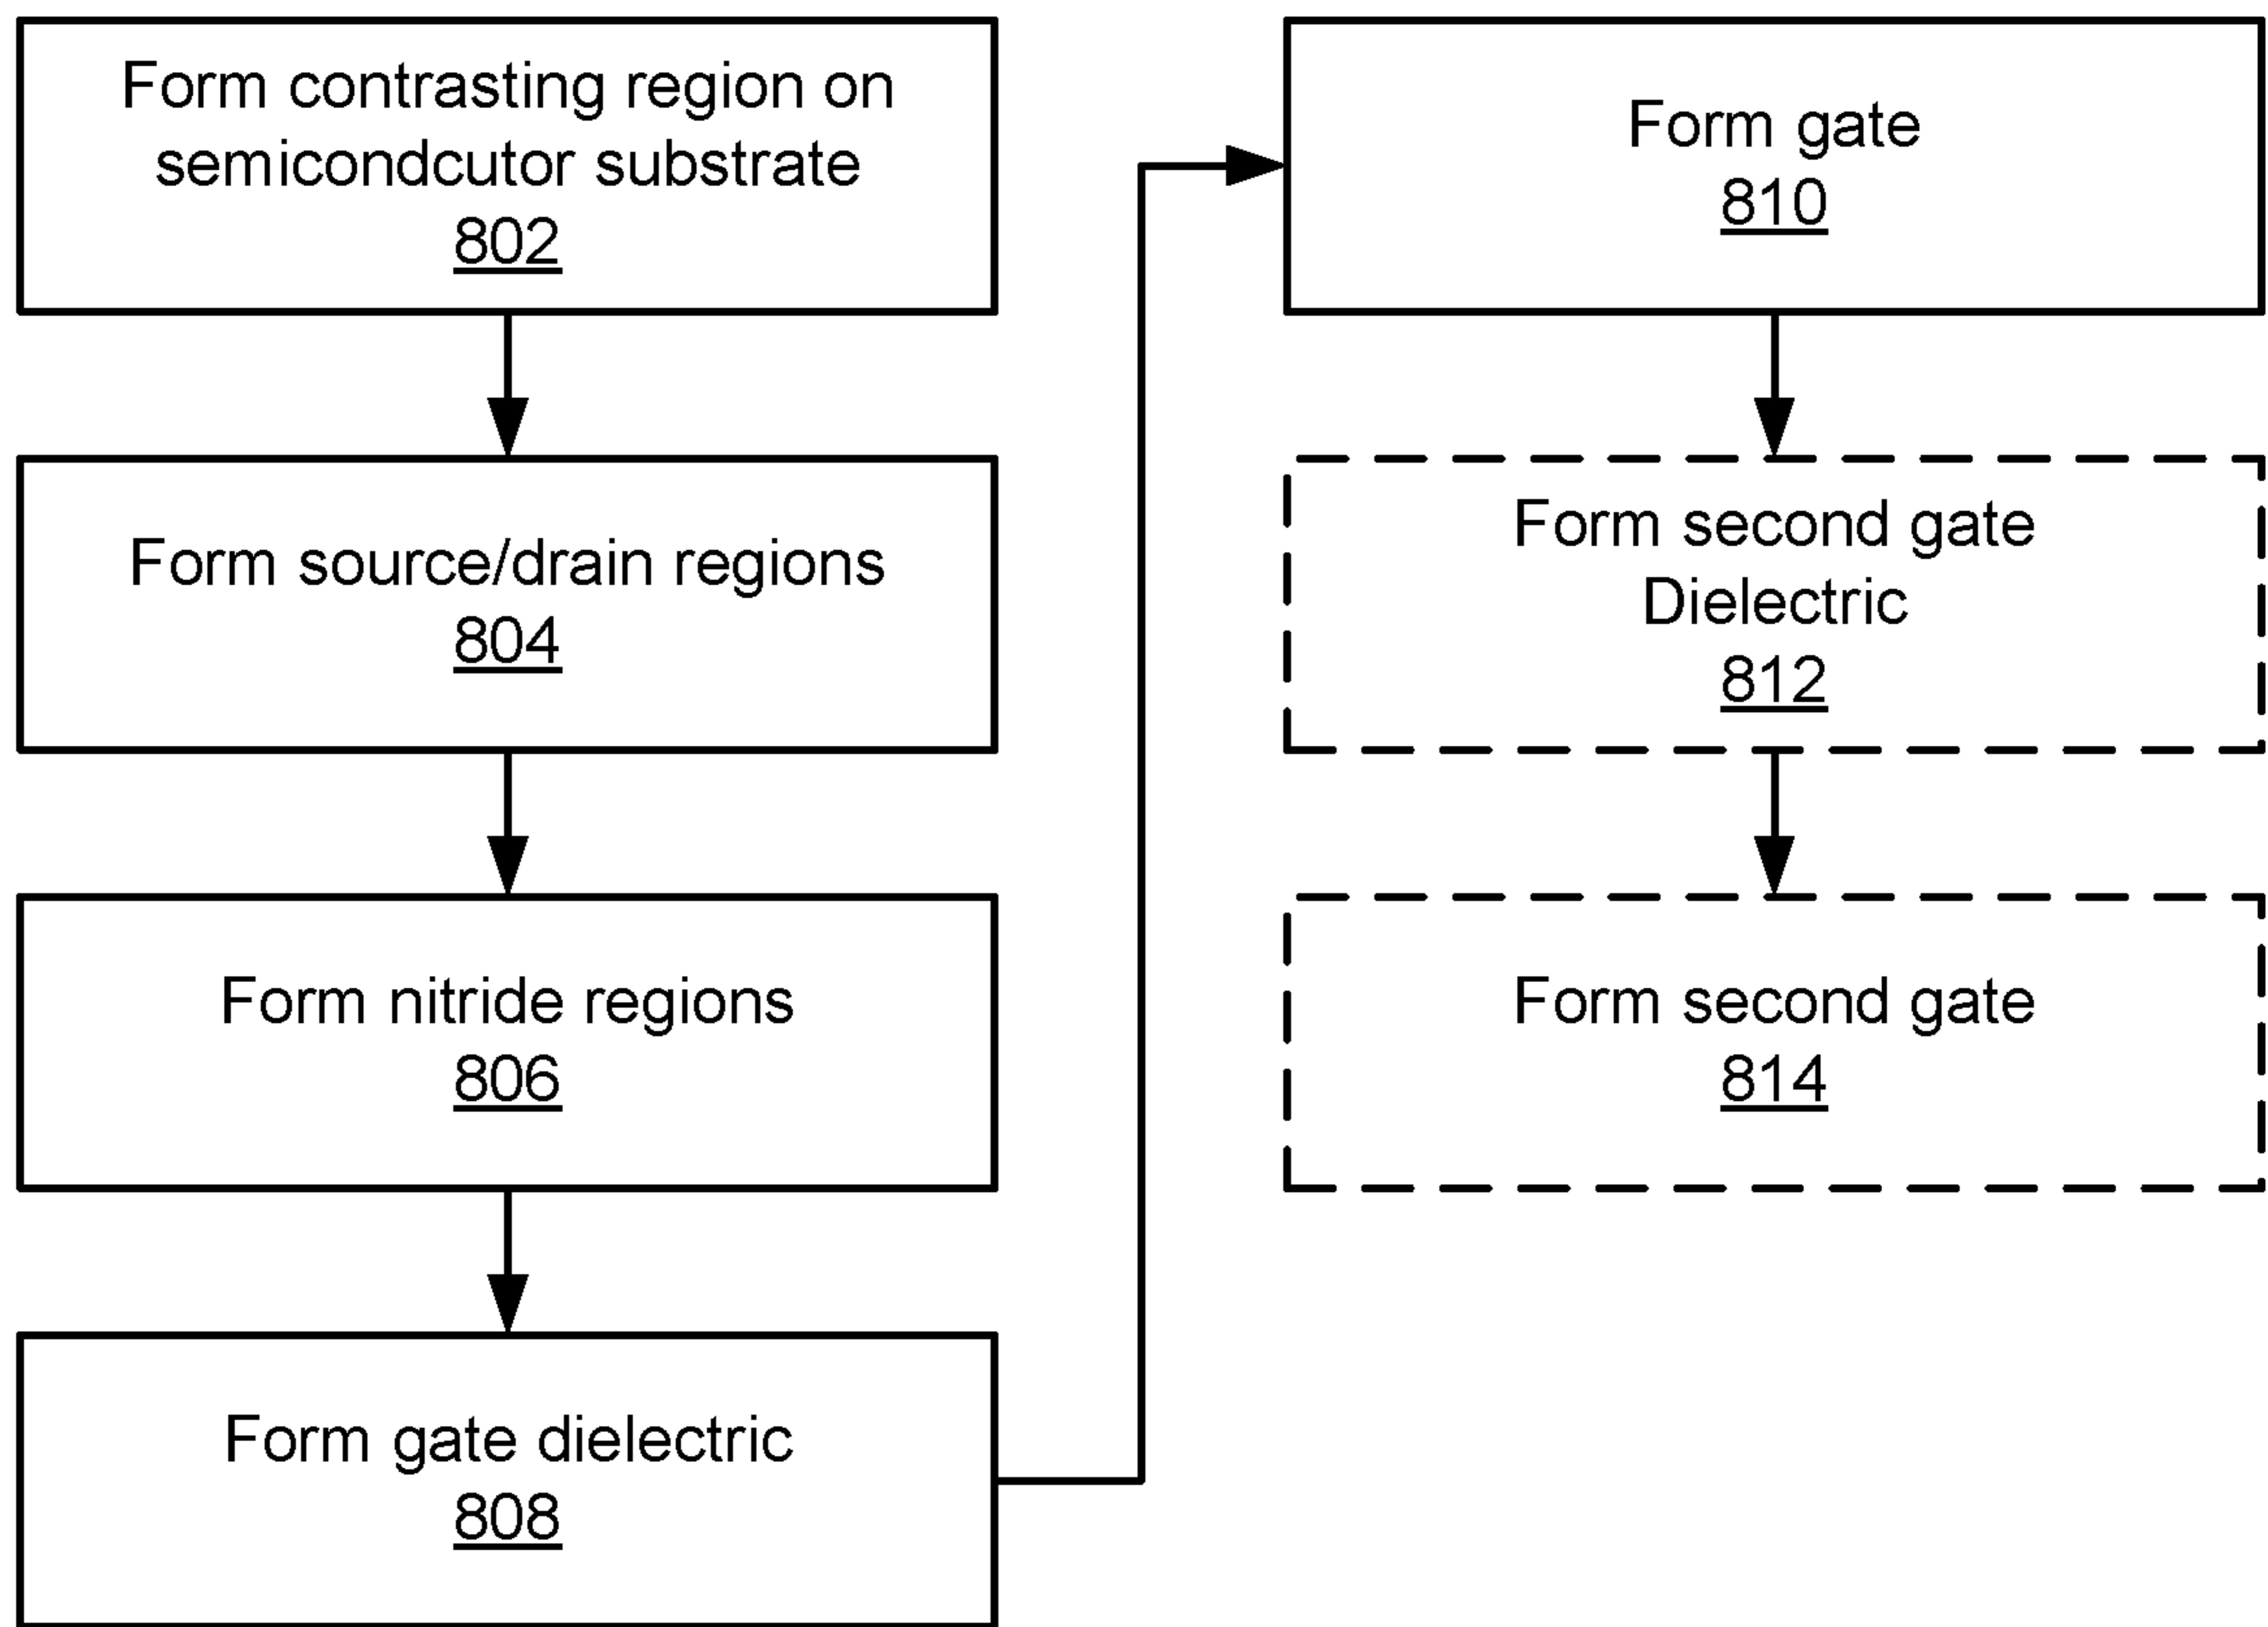 Form contrasting region on
semicondcutor substrate
802
Form source/drain regions
804
Form nitride regions
806
Form gate dielectric
808
Form gate
810
Form second gate
Dielectric
812
Form second gate
814